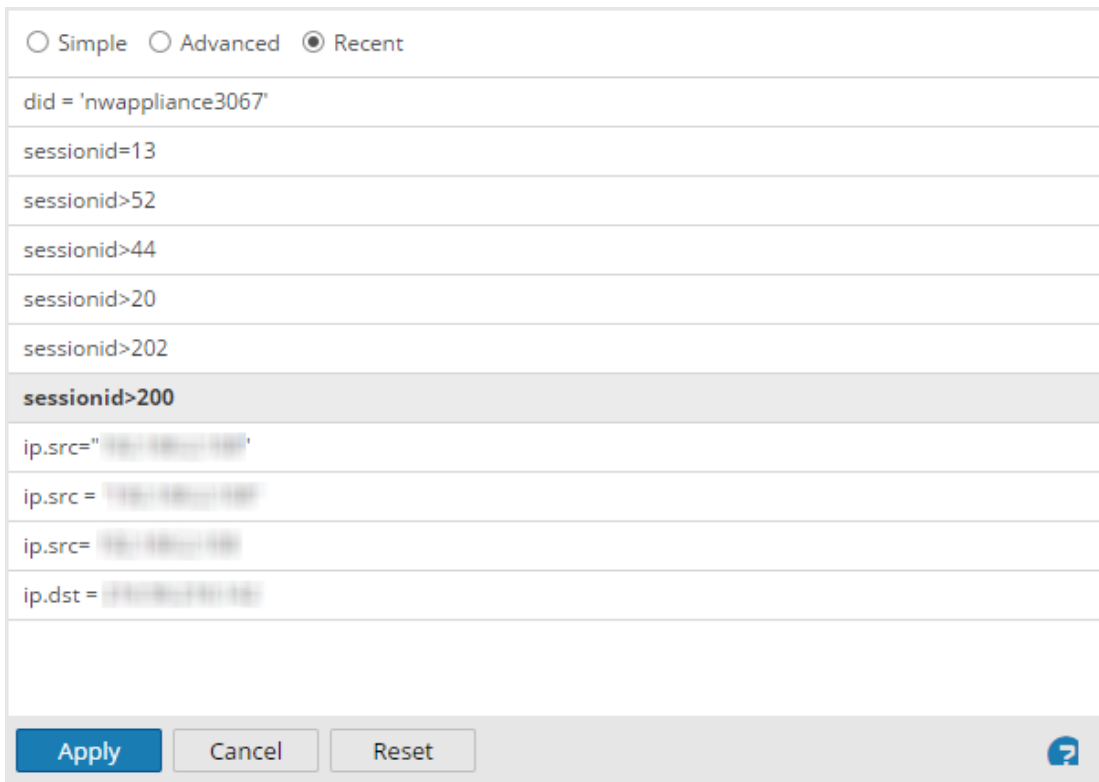 Simple Advanced Recent
did = 'nwappliance3067'
sessionid=13
sessionid>52
sessionid>44
sessionid>20
sessionid>202
sessionid>200
ip.src="
ip.src =
ip.src=
ip.dst =
Apply Cancel Reset ?